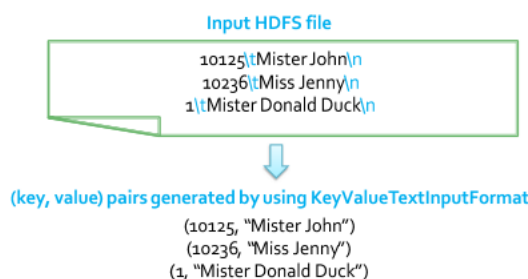 Input HDFS file
10125\tMister John\n
10236\tMiss Jenny\n
1\tMister Donald Duck\n
(key, value) pairs generated by using KeyValueTextInputFormat
(10125, “Mister John”)
(10236, “Miss Jenny”)
(1, “Mister Donald Duck”)